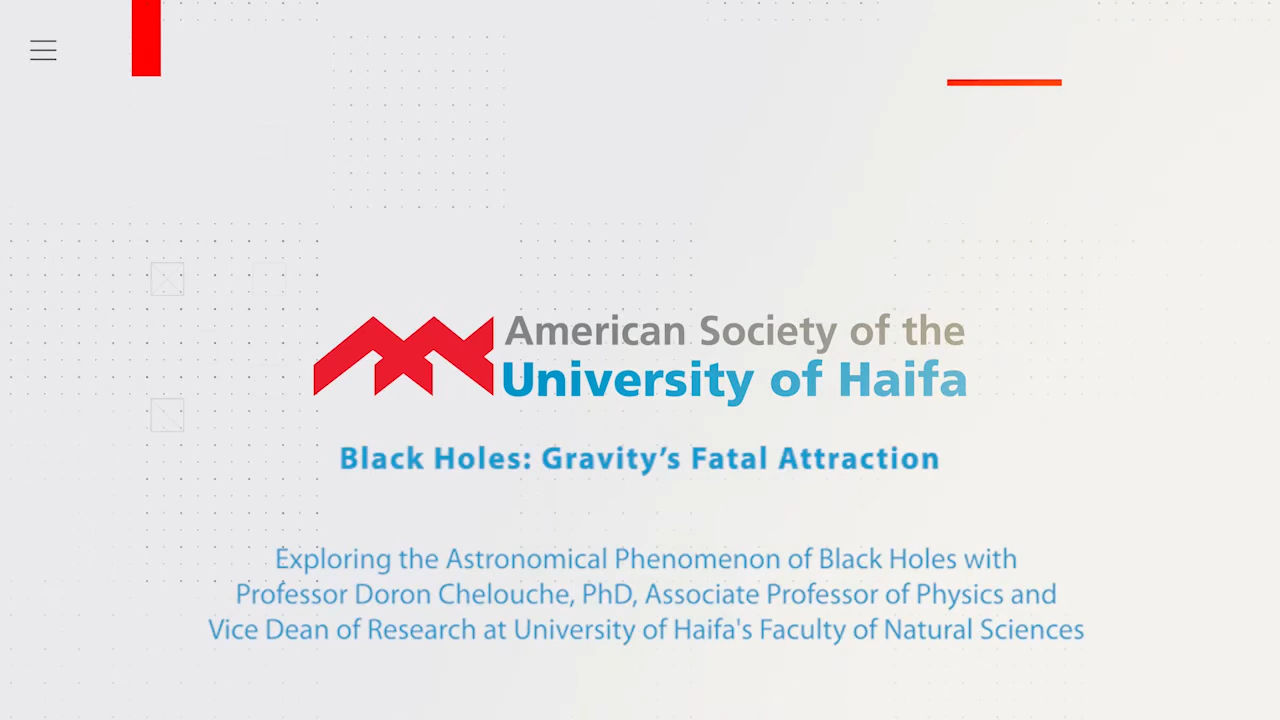 American Society of the
University of Haifa
Black Holes: Gravity’s Fatal Attraction
Exploring the Astronomical Phenomenon of Black Holes with
Professor Doron Chelouche, PhD, Associate Professor of Physics and
Vice Dean of Research at University of Haifa's Faculty of Natural Sciences